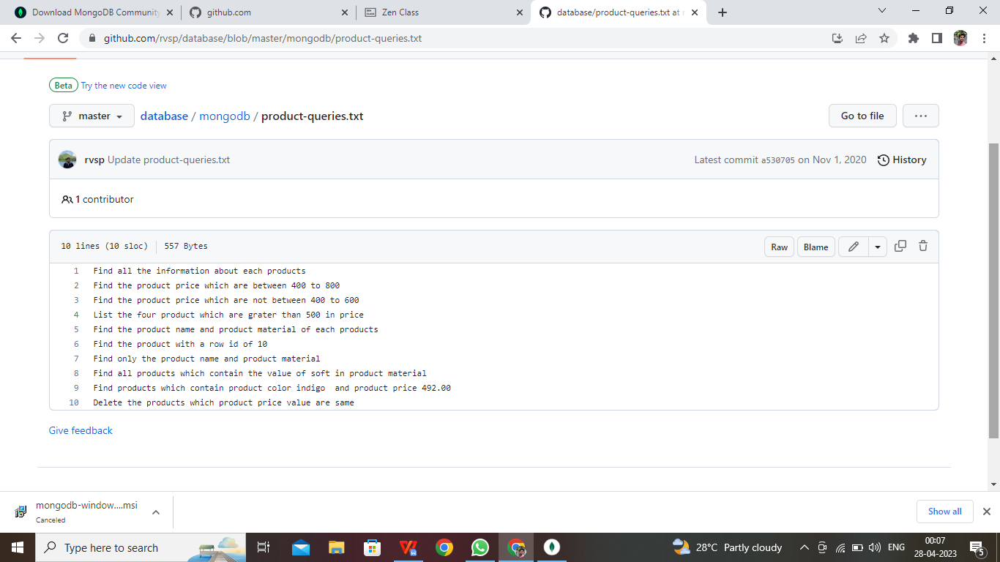 Download MongoDB Community
github.com
Zen Class
database/product-queries.txt at
github.com/rvsp/database/blob/master/mongodb/product-queries.txt
Beta Try the new code view
master database / mongodb / product-queries.txt Go to file ...
rvsp Update product-queries.txt Latest commit a530705 on Nov 1, 2020 History
1 contributor
10 lines (10 sloc) 557 Bytes Raw Blame
1 Find all the information about each products
2 Find the product price which are between 400 to 800
3 Find the product price which are not between 400 to 600
4 List the four product which are grater than 500 in price
5 Find the product name and product material of each products
6 Find the product with a row id of 10
7 Find only the product name and product material
8 Find all products which contain the value of soft in product material
9 Find products which contain product color indigo  and product price 492.00
10 Delete the products which product price value are same
Give feedback
mongodb-window....msi
Canceled
Show all
Type here to search
28°C Partly cloudy
ENG
00:07
28-04-2023
5